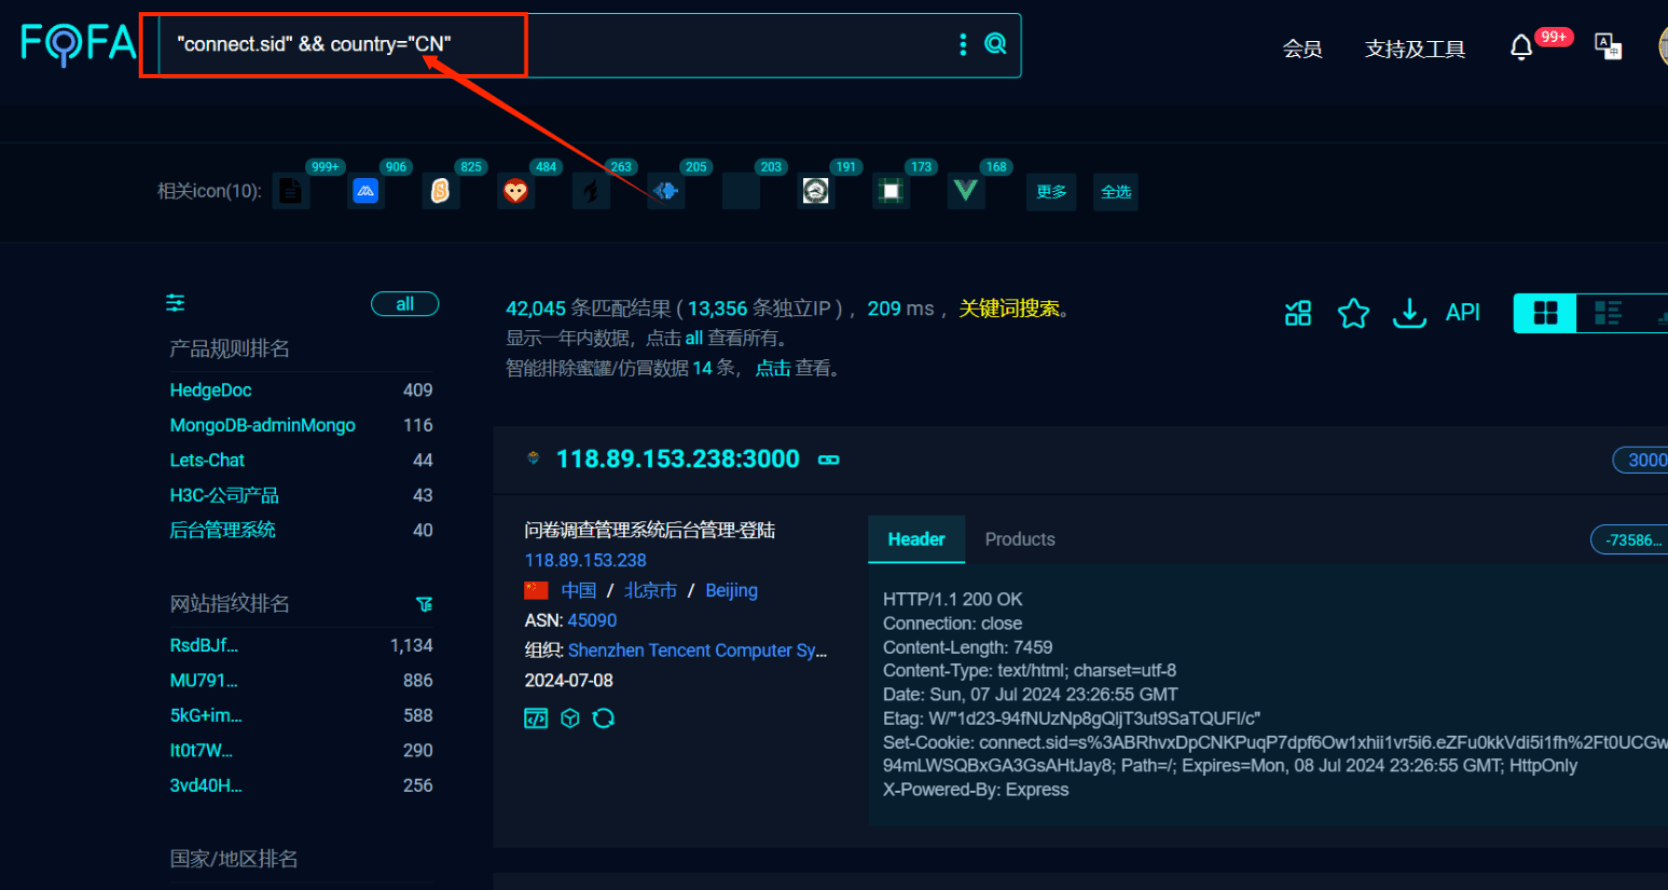 FOFA
"connect.sid" && country="CN"
会员
支持及工具
99+
相关icon(10):
999+
906
825
484
263
205
203
191
173
168
更多
全选
all
42,045 条匹配结果 ( 13,356 条独立IP ) ，209 ms ，关键词搜索。
显示一年内数据，点击 all 查看所有。
智能排除蜜罐/仿冒数据 14 条， 点击 查看。
API
产品规则排名
HedgeDoc 409
MongoDB-adminMongo 116
Lets-Chat 44
H3C-公司产品 43
后台管理系统 40
网站指纹排名
RsdBJf... 1,134
MU791... 886
5kG+im... 588
It0t7W... 290
3vd40H... 256
国家/地区排名
118.89.153.238:3000
3000
问卷调查管理系统后台管理-登陆
118.89.153.238
中国 / 北京市 / Beijing
ASN: 45090
组织: Shenzhen Tencent Computer Sy...
2024-07-08
Header
Products
-73586...
HTTP/1.1 200 OK
Connection: close
Content-Length: 7459
Content-Type: text/html; charset=utf-8
Date: Sun, 07 Jul 2024 23:26:55 GMT
Etag: W/"1d23-94fNUzNp8gQljT3ut9SaTQUFl/c"
Set-Cookie: connect.sid=s%3ABRhvxDpCNKPuqP7dpf6Ow1xhii1vr5i6.eZFu0kkVdi5i1fh%2Ft0UCGw
94mLWSQBxGA3GsAHtJay8; Path=/; Expires=Mon, 08 Jul 2024 23:26:55 GMT; HttpOnly
X-Powered-By: Express